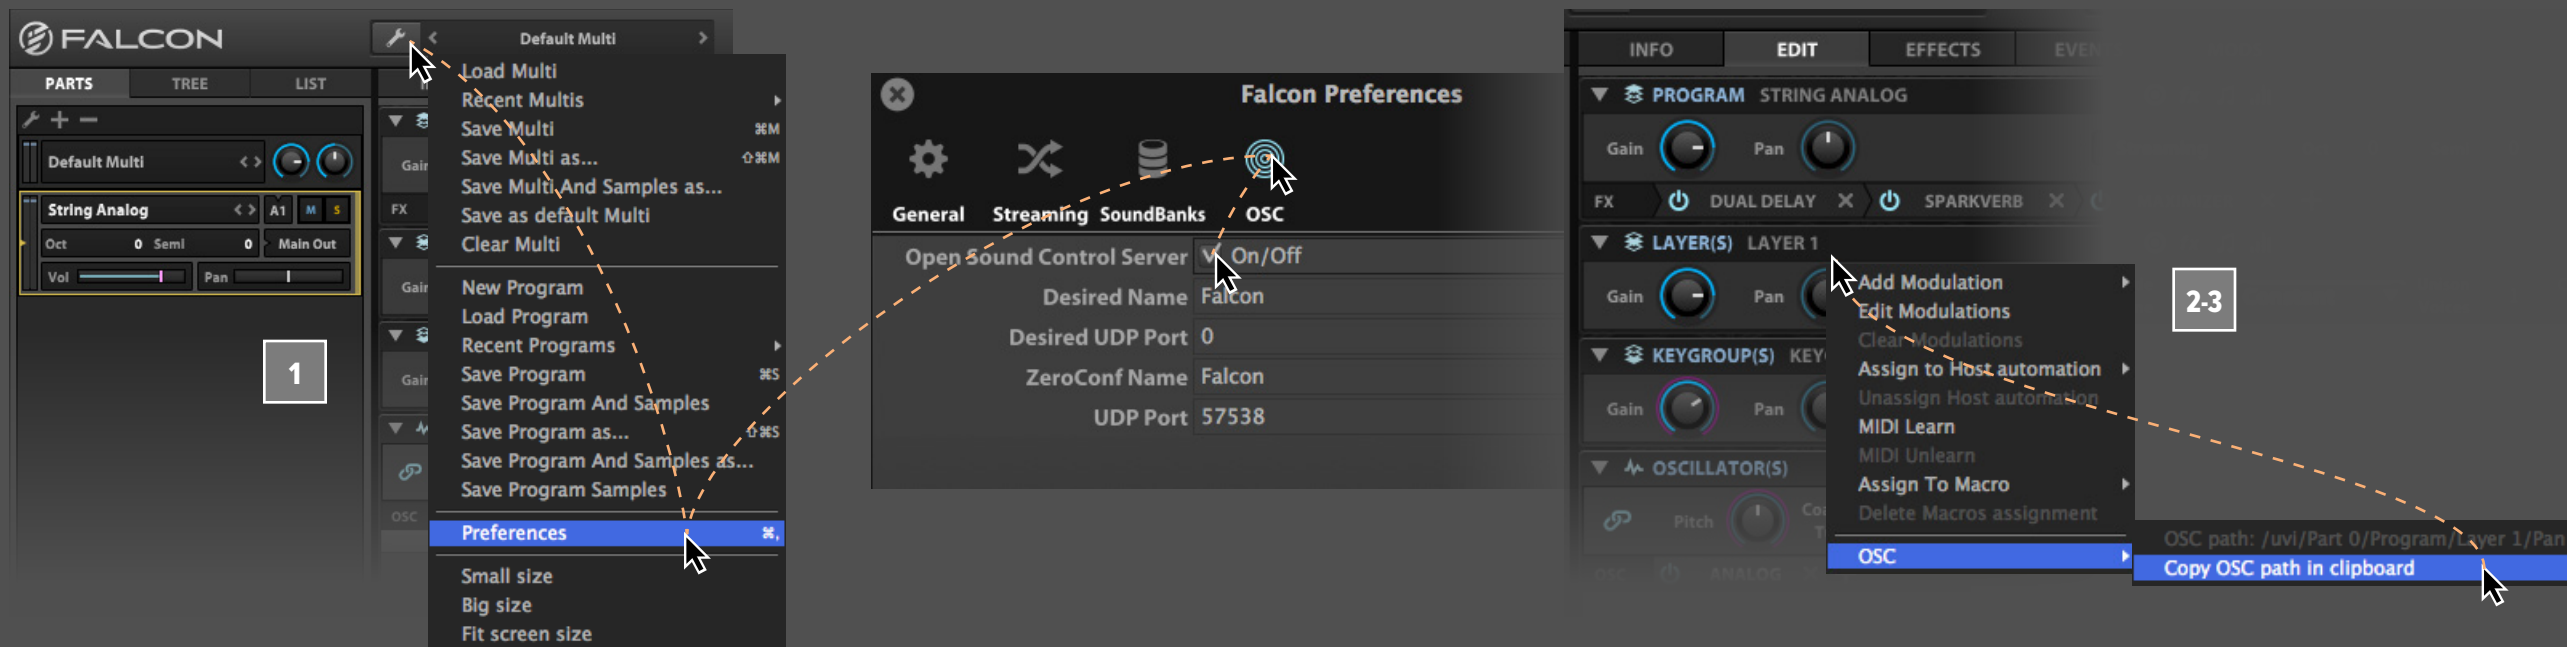 FALCON
Default Multi
PARTS
TREE
LIST
Default Multi
String Analog
A1
M
S
Oct 0 Semi 0
Main Out
Vol
Pan
1
Gain
FX
Gain
Gain
OSC
Load Multi
Recent Multis
Save Multi ⌘M
Save Multi as... ⇧⌘M
Save Multi And Samples as...
Save as default Multi
Clear Multi
New Program
Load Program
Recent Programs
Save Program ⌘S
Save Program And Samples
Save Program as... ⇧⌘S
Save Program And Samples as...
Save Program Samples
Preferences ⌘,
Small size
Big size
Fit screen size
Falcon Preferences
General
Streaming
SoundBanks
OSC
Open Sound Control Server On/Off
Desired Name Falcon
Desired UDP Port 0
ZeroConf Name Falcon
UDP Port 57538
INFO
EDIT
EFFECTS
EVEN
PROGRAM STRING ANALOG
Gain
Pan
FX
DUAL DELAY
SPARKVERB
LAYER(S) LAYER 1
Gain
Pan
KEYGROUP(S) KEY
Gain
Pan
OSCILLATOR(S)
Pitch
OSC
ANALOG
Add Modulation
Edit Modulations
Clear Modulations
Assign to Host automation
Unassign Host automation
MIDI Learn
MIDI Unlearn
Assign To Macro
Delete Macros assignment
OSC
OSC path: /uvi/Part 0/Program/Layer 1/Pan
Copy OSC path in clipboard
2-3